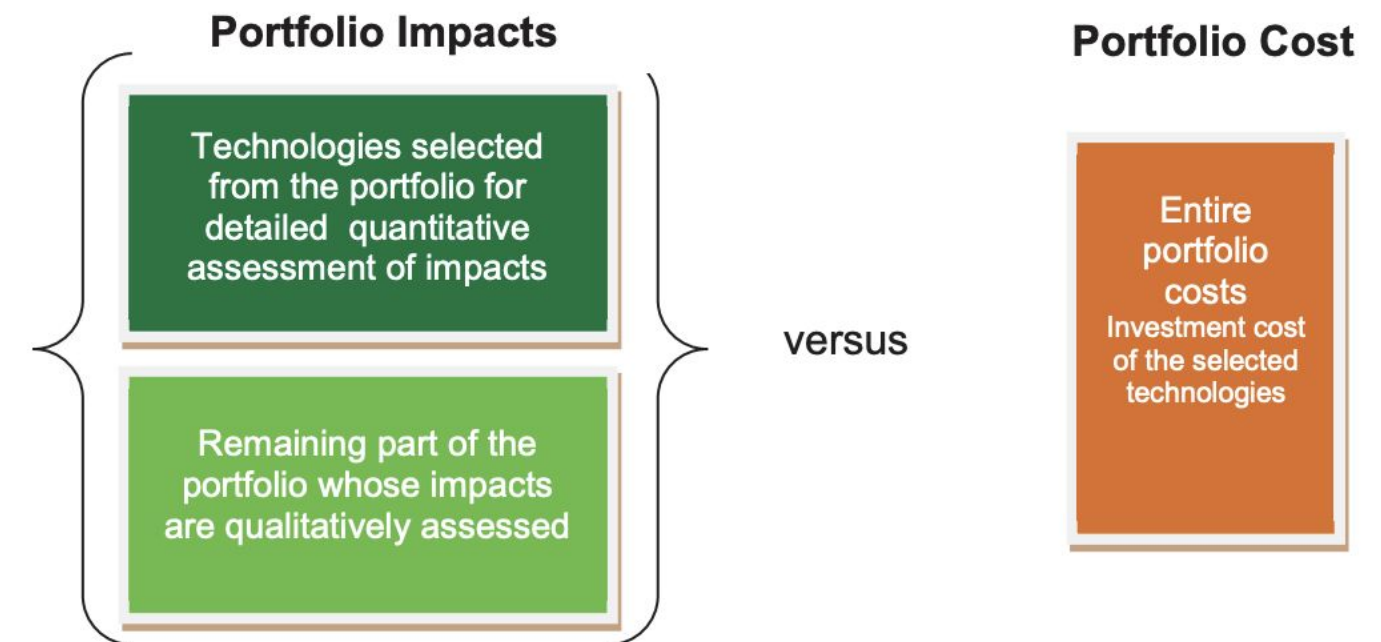 Portfolio Impacts
Technologies selected
from the portfolio for
detailed quantitative
assessment of impacts
Remaining part of the
portfolio whose impacts
are qualitatively assessed
versus
Portfolio Cost
Entire
portfolio
costs
Investment cost
of the selected
technologies